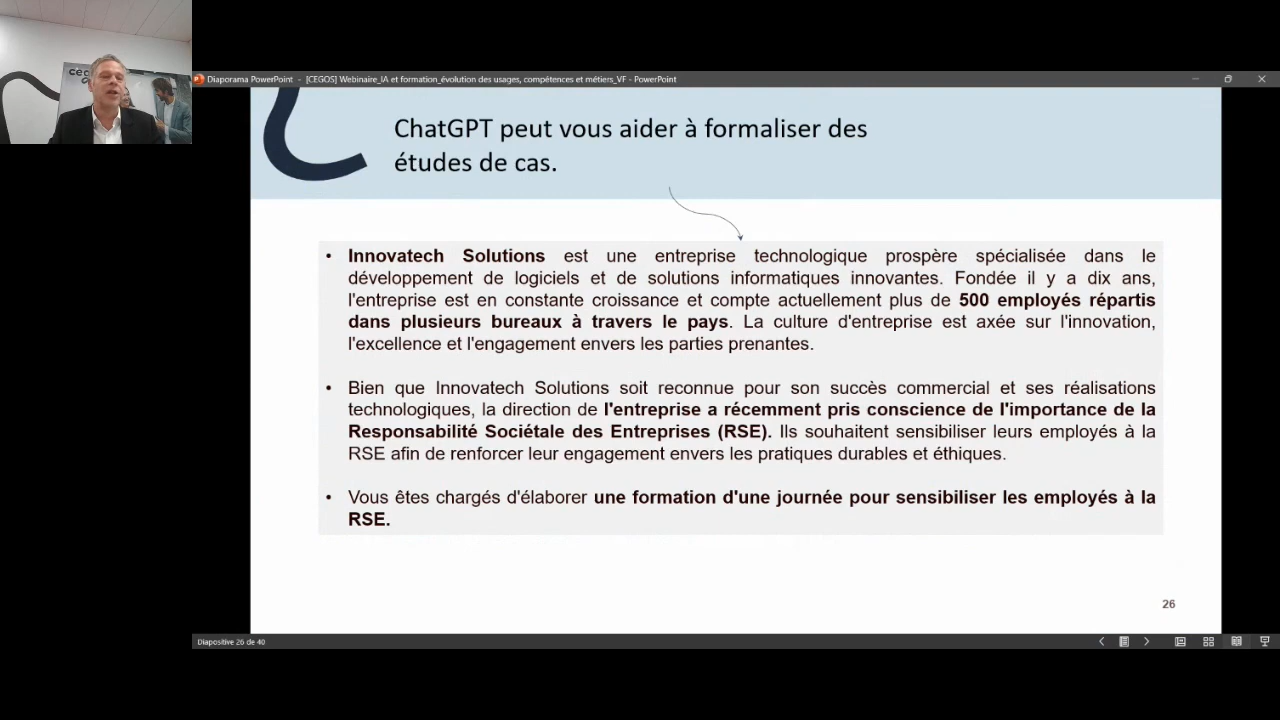 Diaporama PowerPoint - [CEGOS] Webinaire_IA et formation_évolution des usages, compétences et métiers_VF - PowerPoint
ChatGPT peut vous aider à formaliser des
études de cas.
• Innovatech Solutions est une entreprise technologique prospère spécialisée dans le
développement de logiciels et de solutions informatiques innovantes. Fondée il y a dix ans,
l'entreprise est en constante croissance et compte actuellement plus de 500 employés répartis
dans plusieurs bureaux à travers le pays. La culture d'entreprise est axée sur l'innovation,
l'excellence et l'engagement envers les parties prenantes.
• Bien que Innovatech Solutions soit reconnue pour son succès commercial et ses réalisations
technologiques, la direction de l'entreprise a récemment pris conscience de l'importance de la
Responsabilité Sociétale des Entreprises (RSE). Ils souhaitent sensibiliser leurs employés à la
RSE afin de renforcer leur engagement envers les pratiques durables et éthiques.
• Vous êtes chargés d'élaborer une formation d'une journée pour sensibiliser les employés à la
RSE.
26
Diapositive 26 de 40